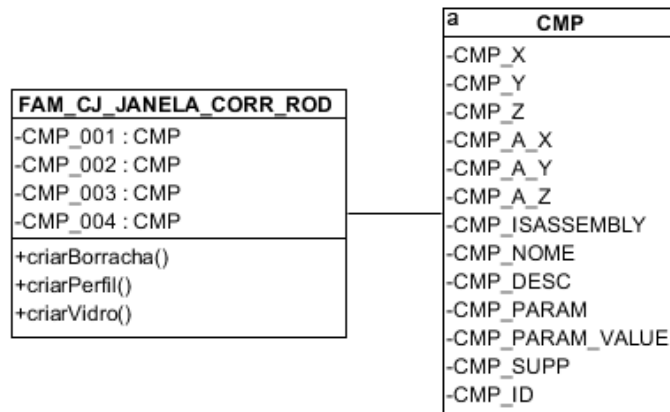 FAM_CJ_JANELA_CORR_ROD
-CMP_001 : CMP
-CMP_002 : CMP
-CMP_003 : CMP
-CMP_004 : CMP
+criarBorracha()
+criarPerfil()
+criarVidro()
a
CMP
-CMP_X
-CMP_Y
-CMP_Z
-CMP_A_X
-CMP_A_Y
-CMP_A_Z
-CMP_ISASSEMBLY
-CMP_NOME
-CMP_DESC
-CMP_PARAM
-CMP_PARAM_VALUE
-CMP_SUPP
-CMP_ID